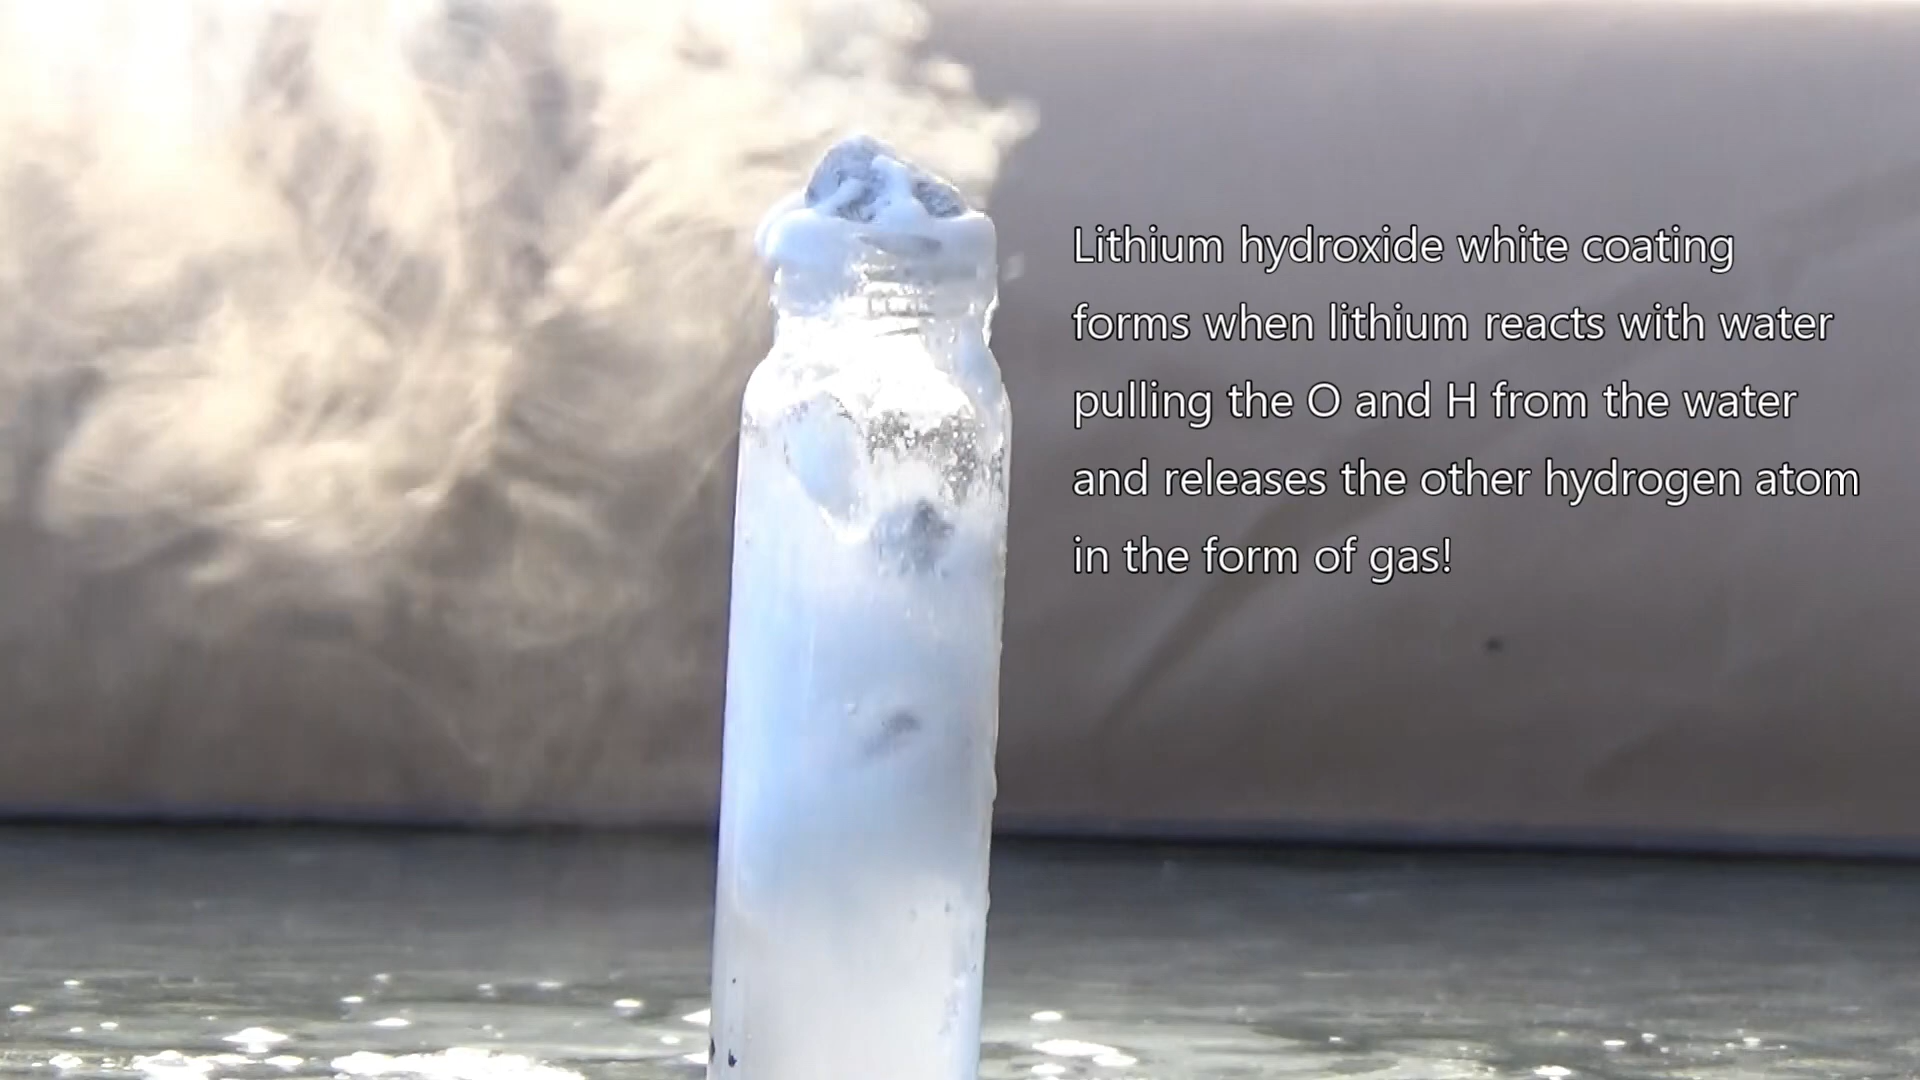 Lithium hydroxide white coating
forms when lithium reacts with water
pulling the O and H from the water
and releases the other hydrogen atom
in the form of gas!